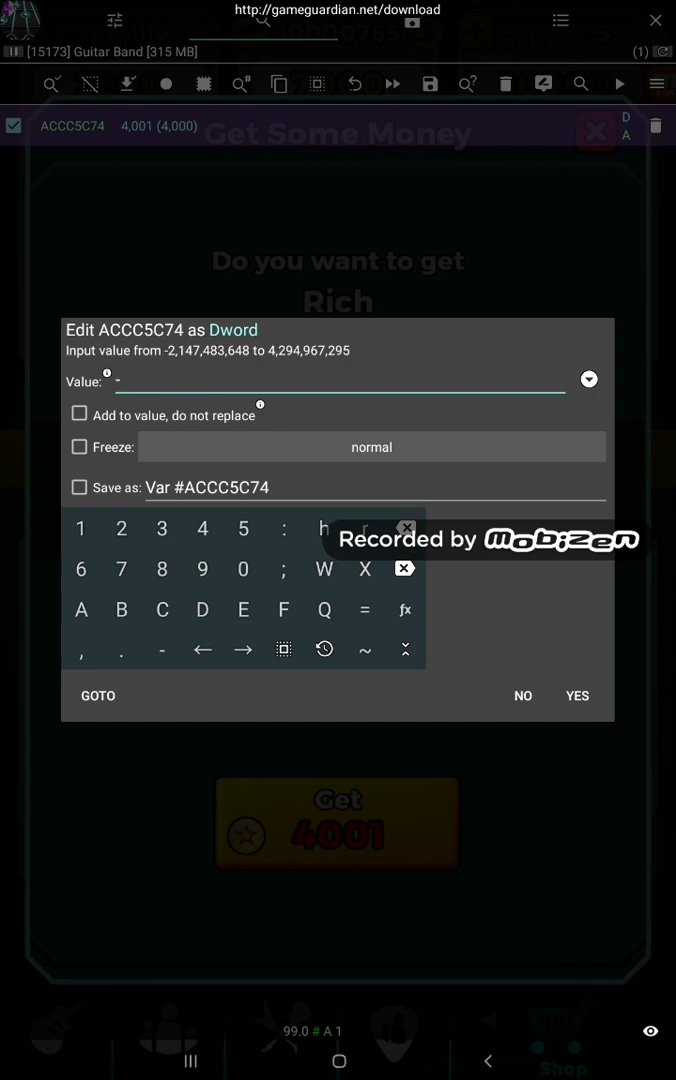 http://gameguardian.net/download
[15173] Guitar Band [315 MB]
(1)
ACCC5C74 4,001 (4,000)
D
A
Get Some Money
Do you want to get
Rich
Edit ACCC5C74 as Dword
Input value from -2,147,483,648 to 4,294,967,295
Value: -
Add to value, do not replace
Freeze: normal
Save as: Var #ACCC5C74
1 2 3 4 5 : h r
Recorded by mobizen
6 7 8 9 0 ; W X
A B C D E F Q = fx
, . - ← → ~
GOTO NO YES
Get
4001
99.0 # A 1
Shop